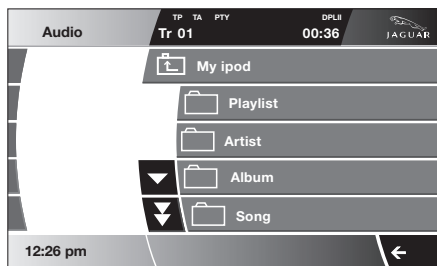 Audio
TP TA PTY DPLII
Tr 01 00:36
JAGUAR
My ipod
Playlist
Artist
Album
Song
12:26 pm